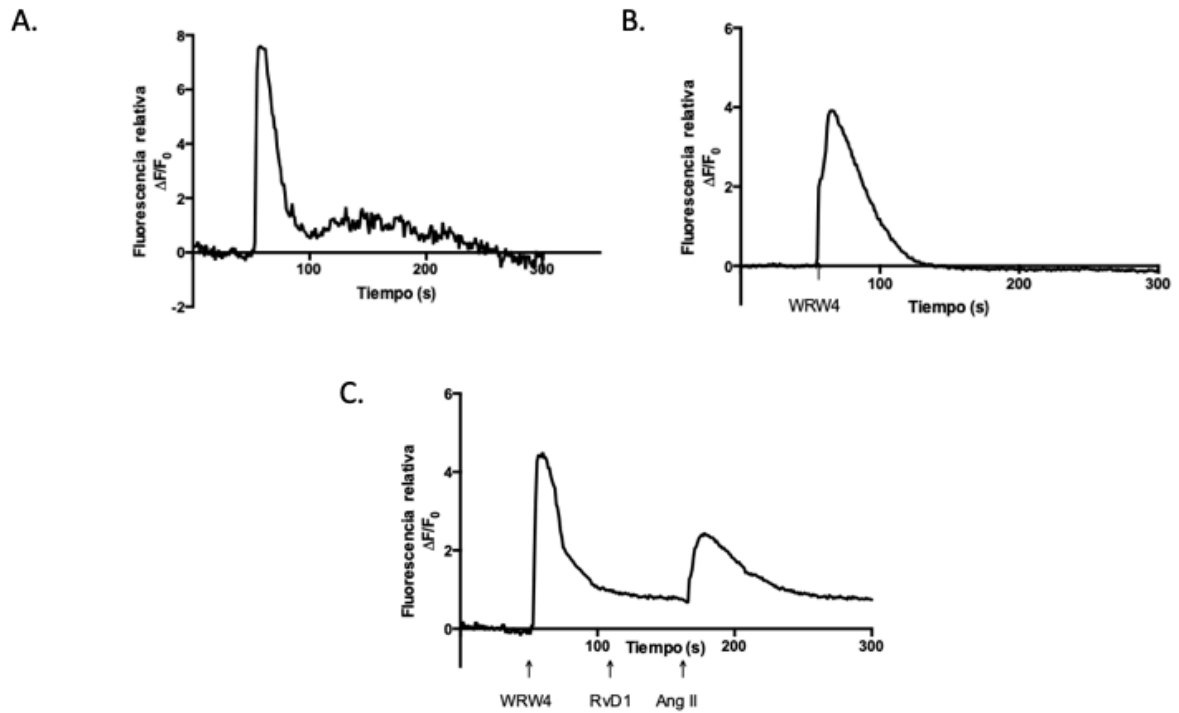 A.
Fluorescencia relativa
ΔF/F₀
8
6
4
2
0
-2
100
200
300
Tiempo (s)
B.
Fluorescencia relativa
ΔF/F₀
6
4
2
0
100
200
300
WRW4
Tiempo (s)
C.
Fluorescencia relativa
ΔF/F₀
6
4
2
0
100
Tiempo (s)
200
300
WRW4
RvD1
Ang II